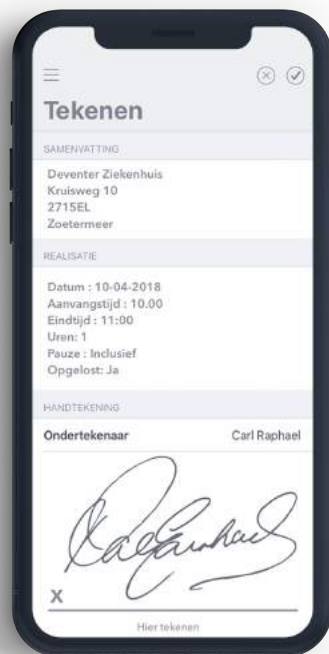 Tekenen
SAMENVATTING
Deventer Ziekenhuis
Kruisweg 10
2715EL
Zoetermeer
REALISATIE
Datum : 10-04-2018
Aanvangstijd : 10.00
Eindtijd : 11:00
Uren: 1
Pauze : Inclusief
Opgelost: Ja
HANDTEKENING
Ondertekenaar Carl Raphael
X
Hier tekenen